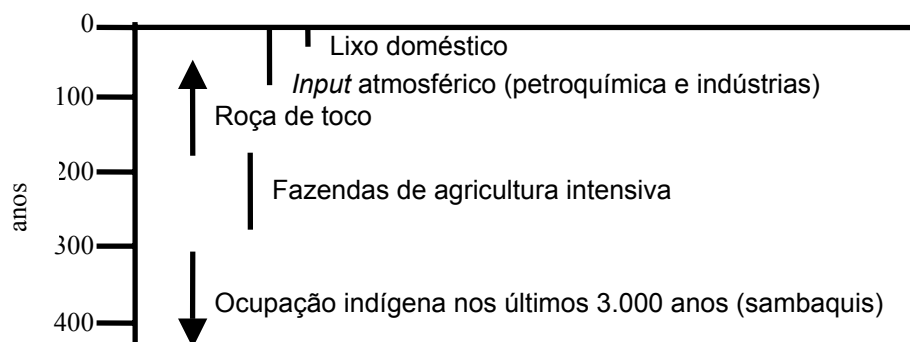 0
Lixo doméstico
Input atmosférico (petroquímica e indústrias)
100
Roça de toco
200
Fazendas de agricultura intensiva
anos
300
Ocupação indígena nos últimos 3.000 anos (sambaquis)
400